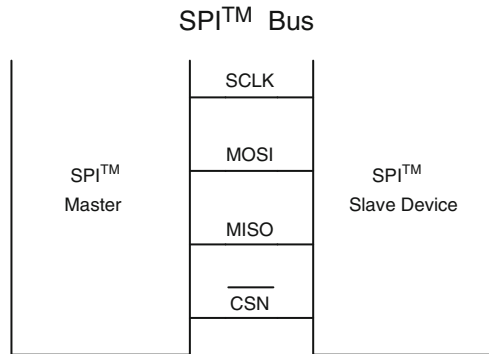 SPI™ Bus
SCLK
MOSI
SPI™
Master
SPI™
Slave Device
MISO
CSN